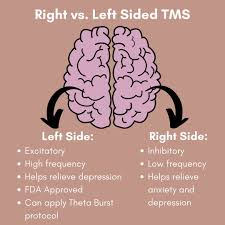 Right vs. Left Sided TMS
Left Side:
• Excitatory
• High frequency
• Helps relieve depression
• FDA Approved
• Can apply Theta Burst
protocol
Right Side:
• Inhibitory
• Low frequency
• Helps relieve
anxiety and
depression